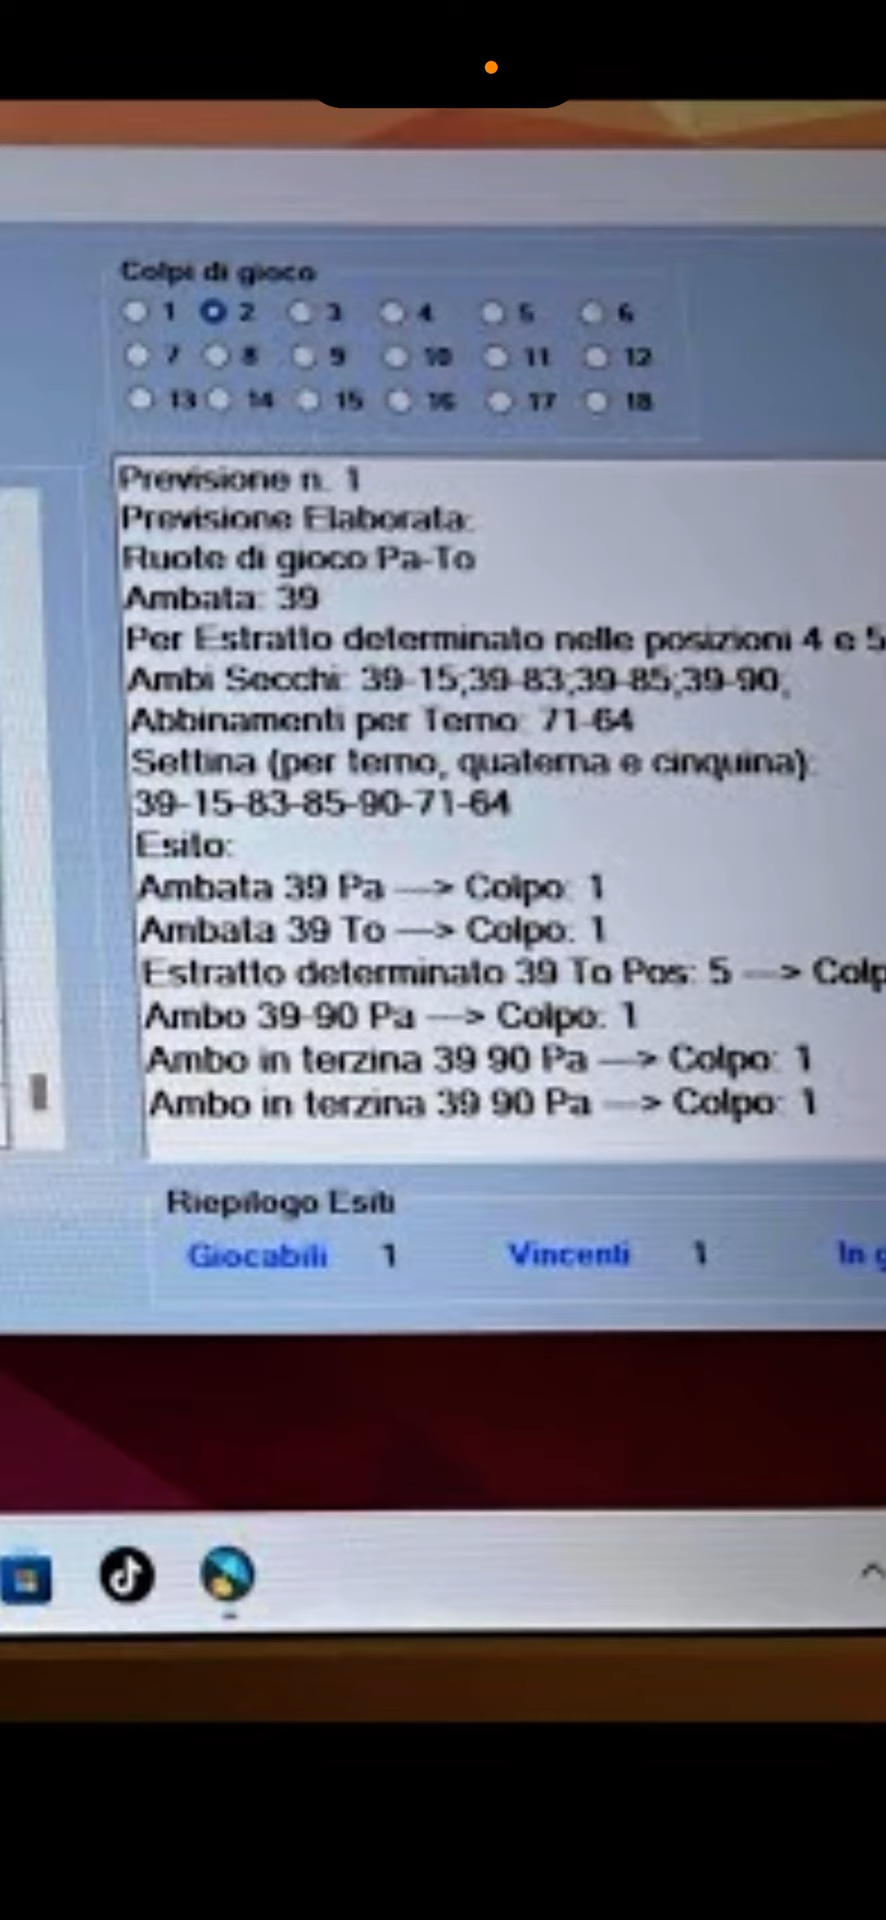 Colpi di gioco
1 2 3 4 5 6
7 8 9 10 11 12
13 14 15 16 17 18
Previsione n. 1
Previsione Elaborata:
Ruote di gioco:Pa-To
Ambata: 39
Per Estratto determinato nelle posizioni 4 e 5
Ambi Secchi: 39-15;39-83;39-85;39-90;
Abbinamenti per Terno: 71-64
Settina (per terno, quaterna e cinquina):
39-15-83-85-90-71-64
Esito:
Ambata 39 Pa ---> Colpo: 1
Ambata 39 To ---> Colpo: 1
Estratto determinato 39 To Pos: 5 ---> Colp
Ambo 39-90 Pa ---> Colpo: 1
Ambo in terzina 39 90 Pa ---> Colpo: 1
Ambo in terzina 39 90 Pa ---> Colpo: 1
Riepilogo Esiti
Giocabili 1 Vincenti 1 In g